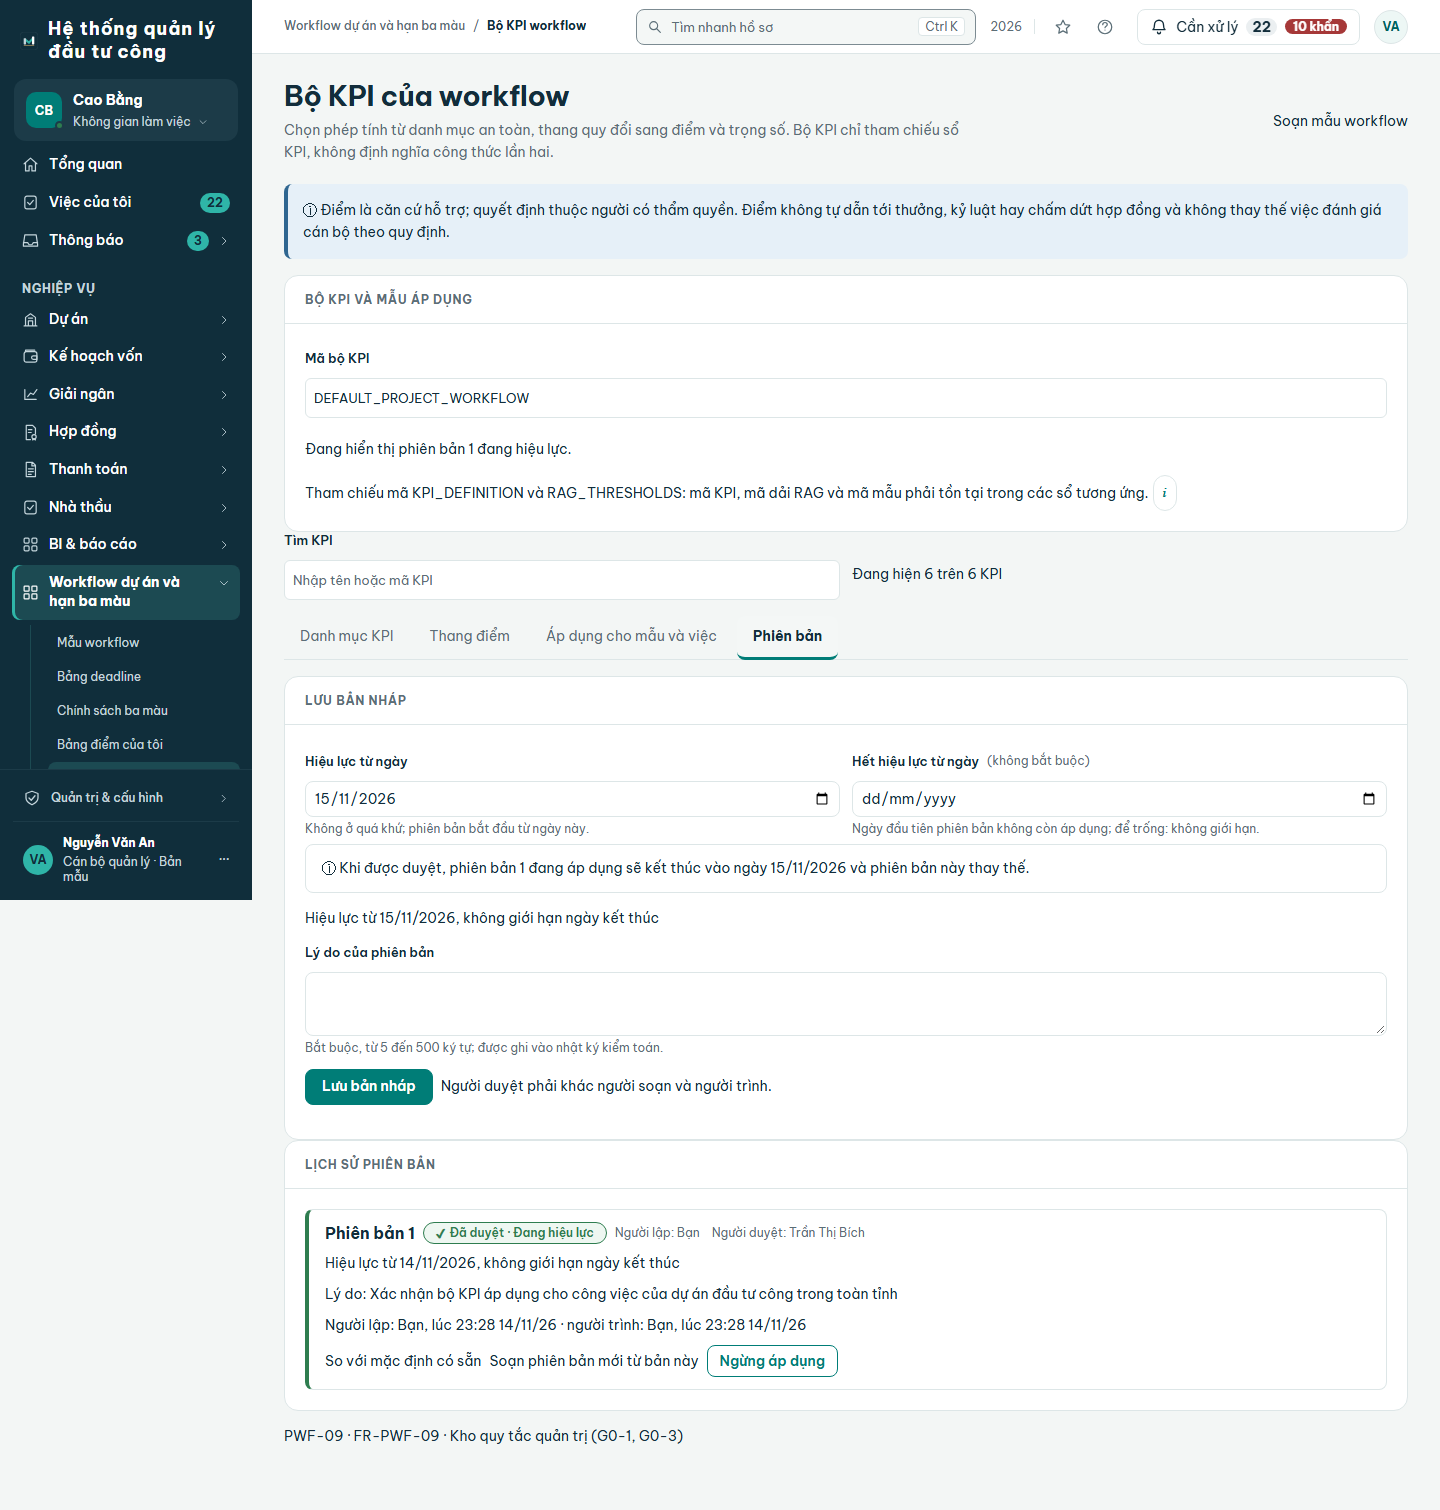 Hệ thống quản lý
đầu tư công
CB
Cao Bằng
Không gian làm việc
Tổng quan
Việc của tôi
22
Thông báo
3
NGHIỆP VỤ
Dự án
Kế hoạch vốn
Giải ngân
Hợp đồng
Thanh toán
Nhà thầu
BI & báo cáo
Workflow dự án và
hạn ba màu
Mẫu workflow
Bảng deadline
Chính sách ba màu
Bảng điểm của tôi
Quản trị & cấu hình
VA
Nguyễn Văn An
Cán bộ quản lý · Bản
mẫu
Workflow dự án và hạn ba màu / Bộ KPI workflow
Tìm nhanh hồ sơ
Ctrl K
2026
Cần xử lý 22 10 khẩn
VA
Bộ KPI của workflow
Chọn phép tính từ danh mục an toàn, thang quy đổi sang điểm và trọng số. Bộ KPI chỉ tham chiếu sổ
KPI, không định nghĩa công thức lần hai.
Soạn mẫu workflow
Điểm là căn cứ hỗ trợ; quyết định thuộc người có thẩm quyền. Điểm không tự dẫn tới thưởng, kỷ luật hay chấm dứt hợp đồng và không thay thế việc đánh giá
cán bộ theo quy định.
BỘ KPI VÀ MẪU ÁP DỤNG
Mã bộ KPI
DEFAULT_PROJECT_WORKFLOW
Đang hiển thị phiên bản 1 đang hiệu lực.
Tham chiếu mã KPI_DEFINITION và RAG_THRESHOLDS: mã KPI, mã dải RAG và mã mẫu phải tồn tại trong các sổ tương ứng. i
Tìm KPI
Nhập tên hoặc mã KPI
Đang hiện 6 trên 6 KPI
Danh mục KPI
Thang điểm
Áp dụng cho mẫu và việc
Phiên bản
LƯU BẢN NHÁP
Hiệu lực từ ngày
15/11/2026
Không ở quá khứ; phiên bản bắt đầu từ ngày này.
Hết hiệu lực từ ngày (không bắt buộc)
dd/mm/yyyy
Ngày đầu tiên phiên bản không còn áp dụng; để trống: không giới hạn.
Khi được duyệt, phiên bản 1 đang áp dụng sẽ kết thúc vào ngày 15/11/2026 và phiên bản này thay thế.
Hiệu lực từ 15/11/2026, không giới hạn ngày kết thúc
Lý do của phiên bản
Bắt buộc, từ 5 đến 500 ký tự; được ghi vào nhật ký kiểm toán.
Lưu bản nháp
Người duyệt phải khác người soạn và người trình.
LỊCH SỬ PHIÊN BẢN
Phiên bản 1 ✓ Đã duyệt · Đang hiệu lực Người lập: Bạn Người duyệt: Trần Thị Bích
Hiệu lực từ 14/11/2026, không giới hạn ngày kết thúc
Lý do: Xác nhận bộ KPI áp dụng cho công việc của dự án đầu tư công trong toàn tỉnh
Người lập: Bạn, lúc 23:28 14/11/26 · người trình: Bạn, lúc 23:28 14/11/26
So với mặc định có sẵn Soạn phiên bản mới từ bản này Ngừng áp dụng
PWF-09 · FR-PWF-09 · Kho quy tắc quản trị (G0-1, G0-3)